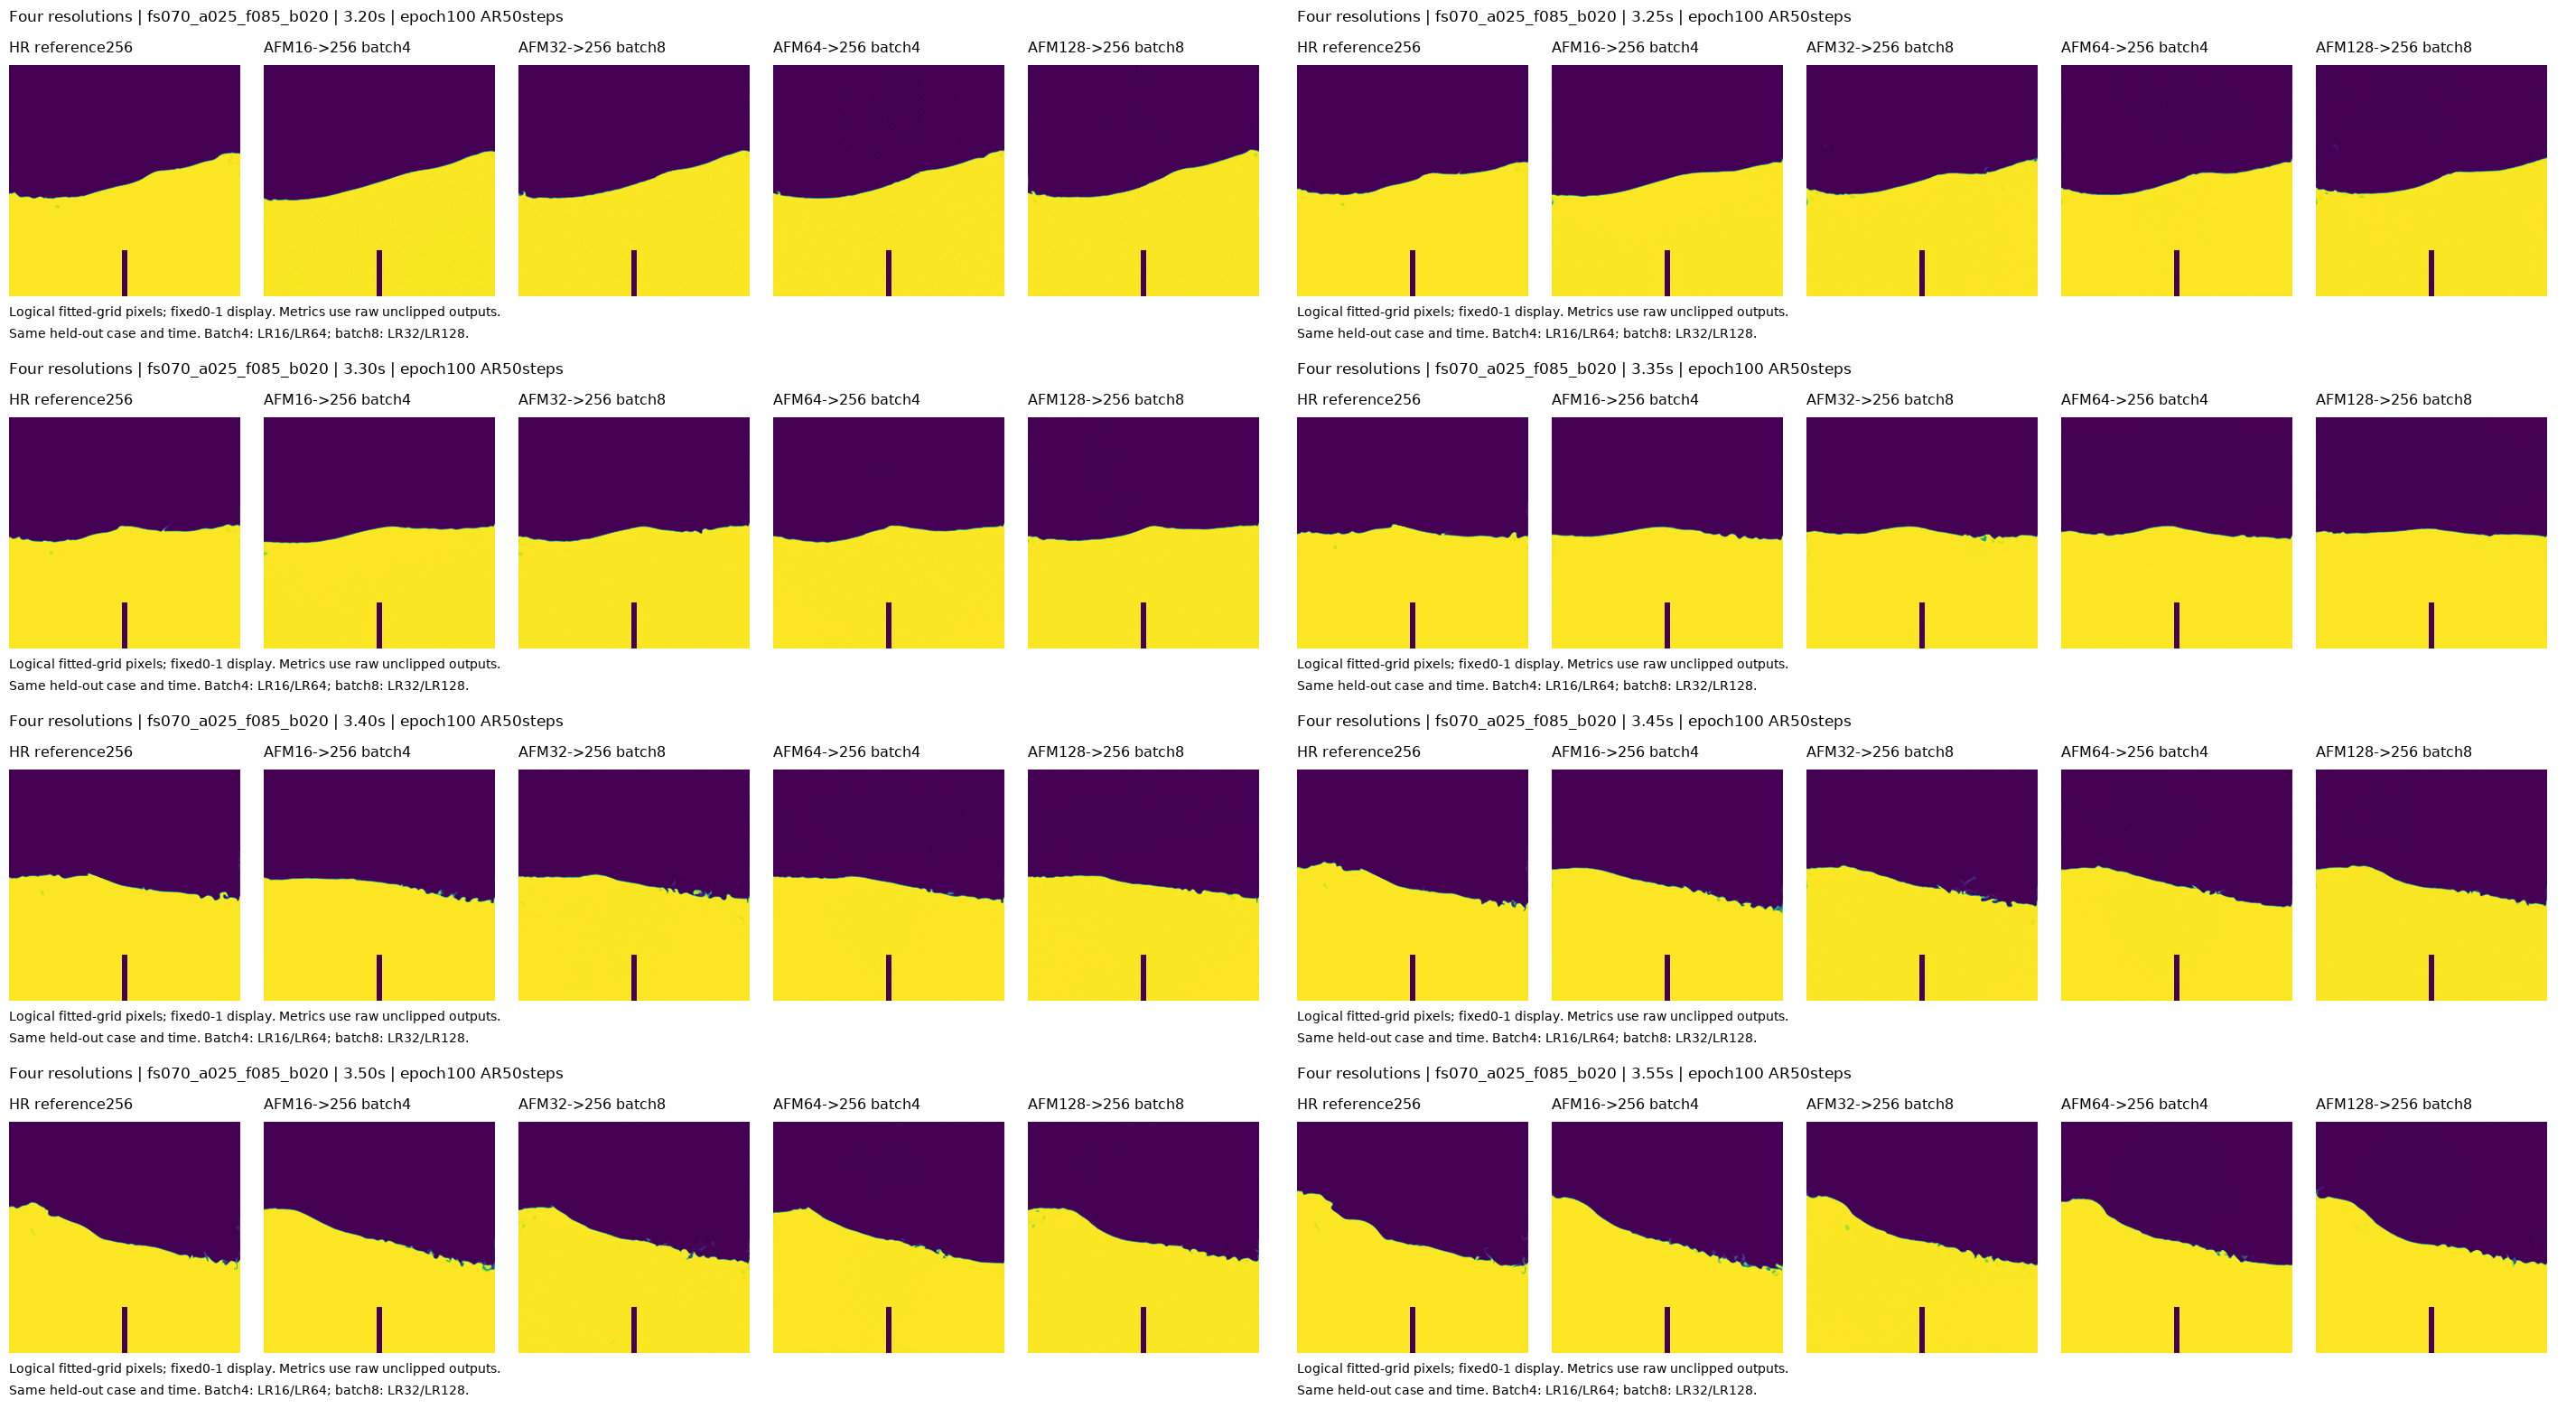 Four resolutions | fs070_a025_f085_b020 | 3.20s | epoch100 AR50steps
HR reference256 AFM16->256 batch4 AFM32->256 batch8 AFM64->256 batch4 AFM128->256 batch8
Logical fitted-grid pixels; fixed0-1 display. Metrics use raw unclipped outputs.
Same held-out case and time. Batch4: LR16/LR64; batch8: LR32/LR128.
Four resolutions | fs070_a025_f085_b020 | 3.25s | epoch100 AR50steps
HR reference256 AFM16->256 batch4 AFM32->256 batch8 AFM64->256 batch4 AFM128->256 batch8
Logical fitted-grid pixels; fixed0-1 display. Metrics use raw unclipped outputs.
Same held-out case and time. Batch4: LR16/LR64; batch8: LR32/LR128.
Four resolutions | fs070_a025_f085_b020 | 3.30s | epoch100 AR50steps
HR reference256 AFM16->256 batch4 AFM32->256 batch8 AFM64->256 batch4 AFM128->256 batch8
Logical fitted-grid pixels; fixed0-1 display. Metrics use raw unclipped outputs.
Same held-out case and time. Batch4: LR16/LR64; batch8: LR32/LR128.
Four resolutions | fs070_a025_f085_b020 | 3.35s | epoch100 AR50steps
HR reference256 AFM16->256 batch4 AFM32->256 batch8 AFM64->256 batch4 AFM128->256 batch8
Logical fitted-grid pixels; fixed0-1 display. Metrics use raw unclipped outputs.
Same held-out case and time. Batch4: LR16/LR64; batch8: LR32/LR128.
Four resolutions | fs070_a025_f085_b020 | 3.40s | epoch100 AR50steps
HR reference256 AFM16->256 batch4 AFM32->256 batch8 AFM64->256 batch4 AFM128->256 batch8
Logical fitted-grid pixels; fixed0-1 display. Metrics use raw unclipped outputs.
Same held-out case and time. Batch4: LR16/LR64; batch8: LR32/LR128.
Four resolutions | fs070_a025_f085_b020 | 3.45s | epoch100 AR50steps
HR reference256 AFM16->256 batch4 AFM32->256 batch8 AFM64->256 batch4 AFM128->256 batch8
Logical fitted-grid pixels; fixed0-1 display. Metrics use raw unclipped outputs.
Same held-out case and time. Batch4: LR16/LR64; batch8: LR32/LR128.
Four resolutions | fs070_a025_f085_b020 | 3.50s | epoch100 AR50steps
HR reference256 AFM16->256 batch4 AFM32->256 batch8 AFM64->256 batch4 AFM128->256 batch8
Logical fitted-grid pixels; fixed0-1 display. Metrics use raw unclipped outputs.
Same held-out case and time. Batch4: LR16/LR64; batch8: LR32/LR128.
Four resolutions | fs070_a025_f085_b020 | 3.55s | epoch100 AR50steps
HR reference256 AFM16->256 batch4 AFM32->256 batch8 AFM64->256 batch4 AFM128->256 batch8
Logical fitted-grid pixels; fixed0-1 display. Metrics use raw unclipped outputs.
Same held-out case and time. Batch4: LR16/LR64; batch8: LR32/LR128.